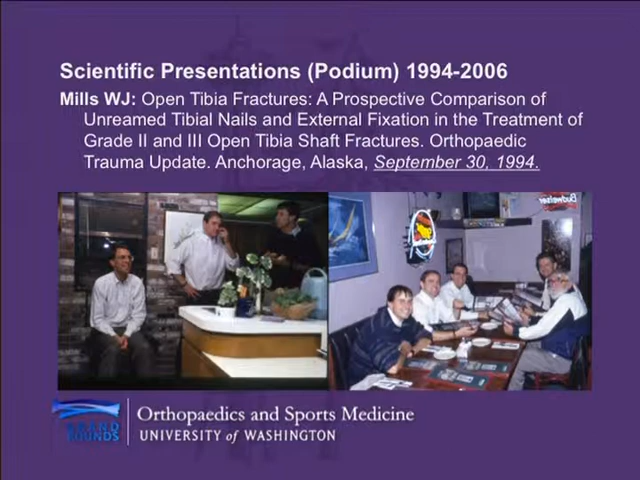 Scientific Presentations (Podium) 1994-2006
Mills WJ: Open Tibia Fractures: A Prospective Comparison of
Unreamed Tibial Nails and External Fixation in the Treatment of
Grade II and III Open Tibia Shaft Fractures. Orthopaedic
Trauma Update. Anchorage, Alaska, September 30, 1994.
Budweiser
GRAND
ROUNDS
Orthopaedics and Sports Medicine
UNIVERSITY of WASHINGTON